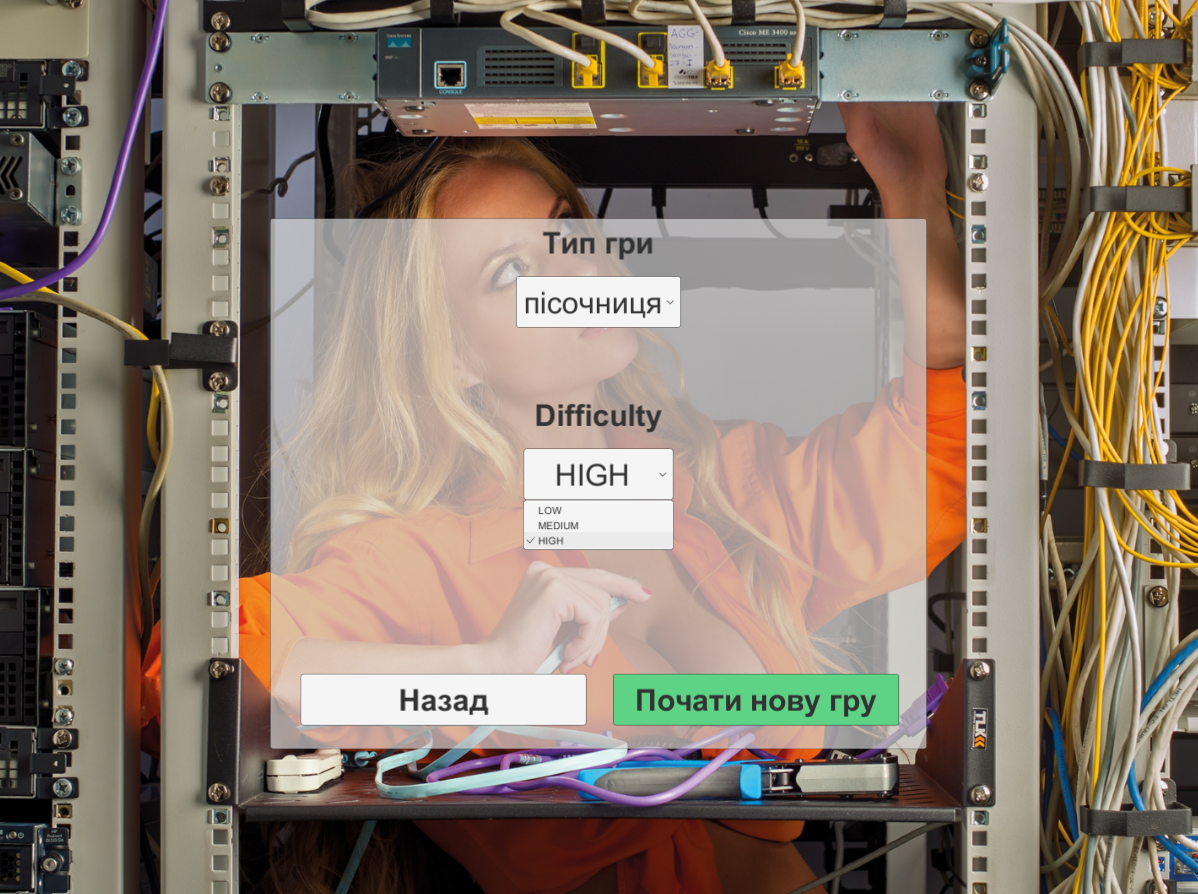 Cisco Systems
Cisco ME 3400
AGG-
CONSOLE
Тип гри
пісочниця
Difficulty
HIGH
LOW
MEDIUM
HIGH
Назад
Почати нову гру
TLK